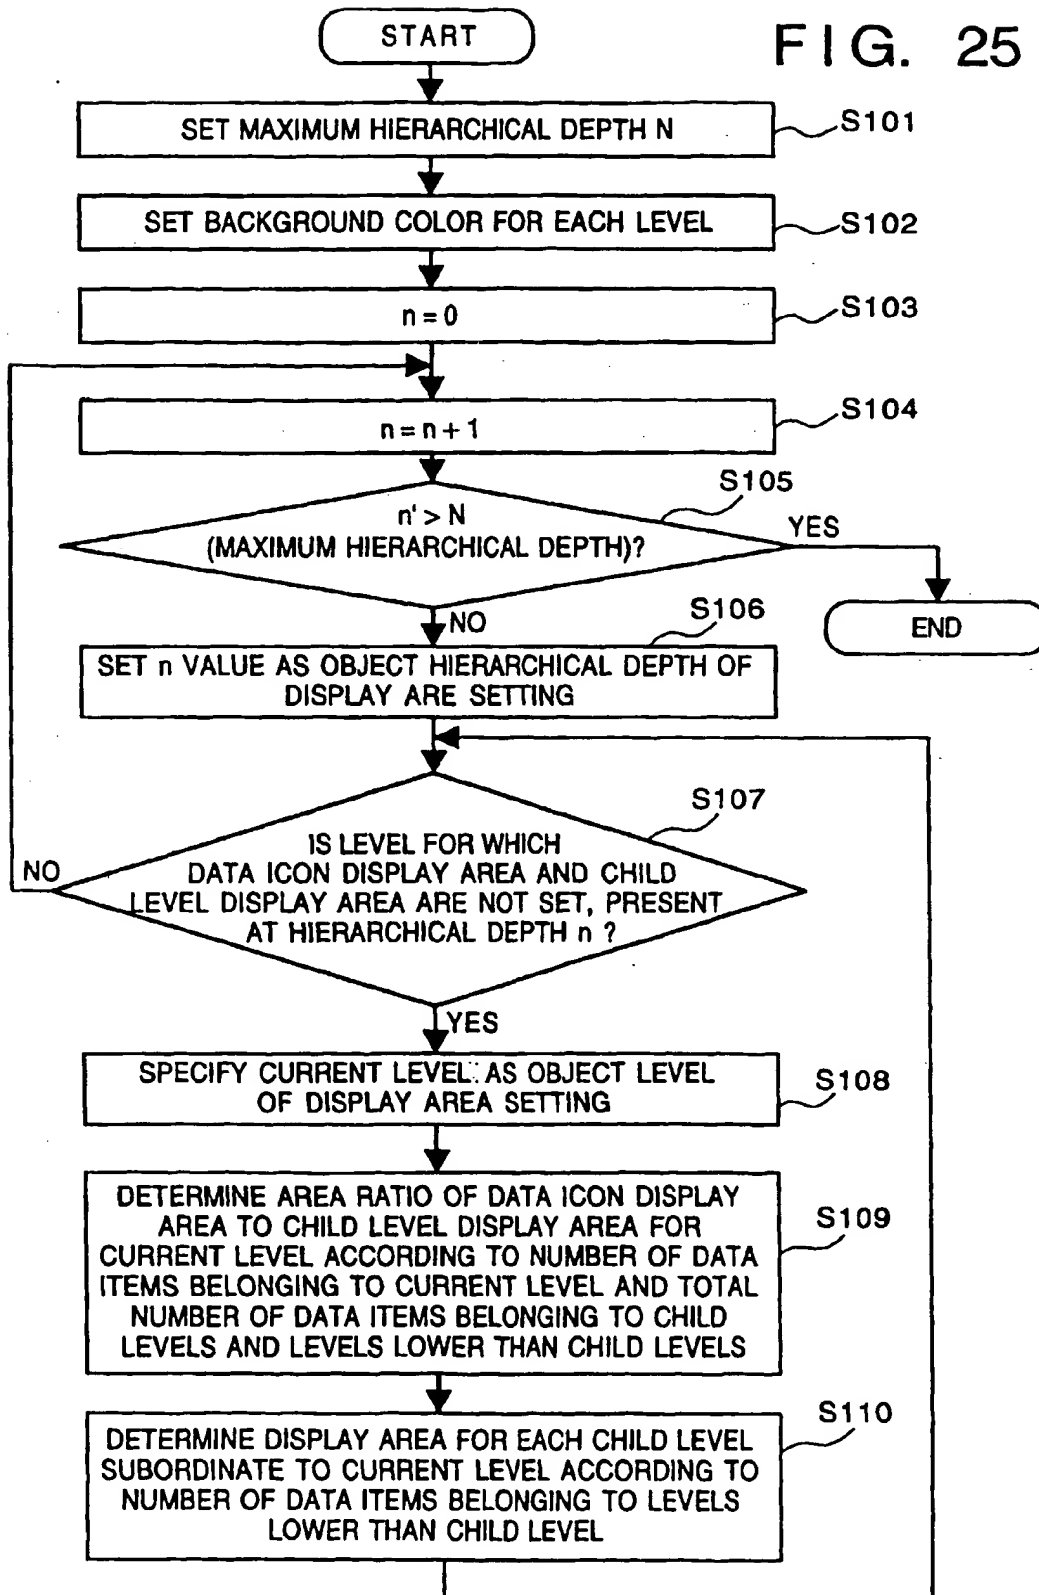 FIG. 25
START
SET MAXIMUM HIERARCHICAL DEPTH N
S101
SET BACKGROUND COLOR FOR EACH LEVEL
S102
n = 0
S103
n = n + 1
S104
S105
n' > N
(MAXIMUM HIERARCHICAL DEPTH)?
YES
END
NO
S106
SET n VALUE AS OBJECT HIERARCHICAL DEPTH OF
DISPLAY ARE SETTING
S107
IS LEVEL FOR WHICH
DATA ICON DISPLAY AREA AND CHILD
LEVEL DISPLAY AREA ARE NOT SET, PRESENT
AT HIERARCHICAL DEPTH n ?
NO
YES
SPECIFY CURRENT LEVEL AS OBJECT LEVEL
OF DISPLAY AREA SETTING
S108
DETERMINE AREA RATIO OF DATA ICON DISPLAY
AREA TO CHILD LEVEL DISPLAY AREA FOR
CURRENT LEVEL ACCORDING TO NUMBER OF DATA
ITEMS BELONGING TO CURRENT LEVEL AND TOTAL
NUMBER OF DATA ITEMS BELONGING TO CHILD
LEVELS AND LEVELS LOWER THAN CHILD LEVELS
S109
DETERMINE DISPLAY AREA FOR EACH CHILD LEVEL
SUBORDINATE TO CURRENT LEVEL ACCORDING TO
NUMBER OF DATA ITEMS BELONGING TO LEVELS
LOWER THAN CHILD LEVEL
S110